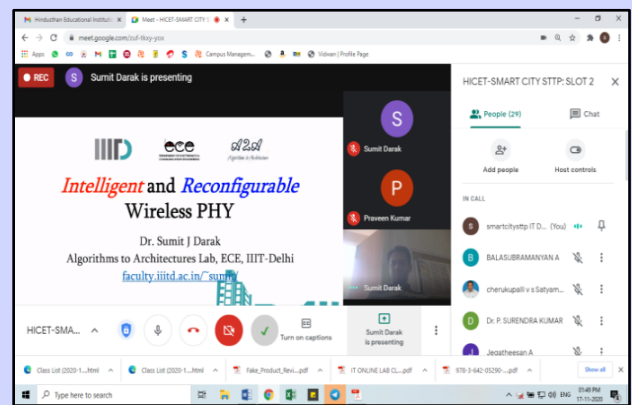 Hindusthan Educational Institut
Meet - HICET-SMART CITY S
meet.google.com/zuf-tkxy-yox
Apps
Campus Managem...
Vidwan | Profile Page
REC
S
Sumit Darak is presenting
HICET-SMART CITY STTP: SLOT 2
People (29)
Chat
Add people
Host controls
IN CALL
S
smartcitysttp IT D... (You)
B
BALASUBRAMANYAN A
cherukupalli v s Satyam...
D
Dr. P. SURENDRA KUMAR
J
Jegatheesan A
S
Sumit Darak
P
Praveen Kumar
Sumit Darak
IIITD
ece
A2A
Intelligent and Reconfigurable
Wireless PHY
Dr. Sumit J Darak
Algorithms to Architectures Lab, ECE, IIIT-Delhi
faculty.iiitd.ac.in/~sumit/
HICET-SMA...
Turn on captions
Sumit Darak
is presenting
Class List (2020-1....html
Class List (2020-1....html
Fake_Product_Revi...pdf
IT ONLINE LAB CL...pdf
978-3-642-05290-...pdf
Show all
Type here to search
ENG
01:48 PM
17-11-2020